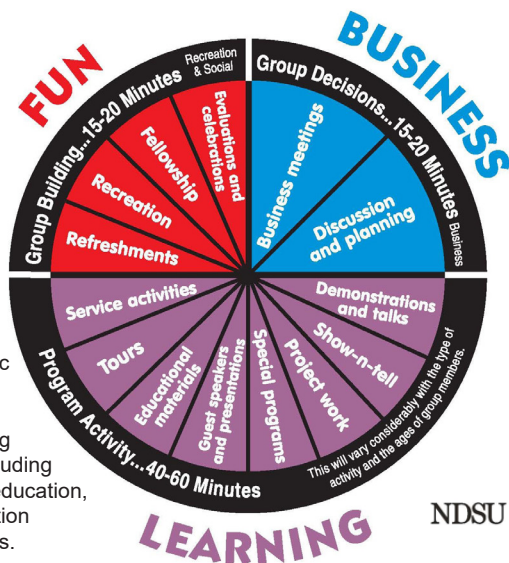 FUN
BUSINESS
Group Building...15-20 Minutes
Recreation
& Social
Group Decisions...15-20 Minutes
Business
Refreshments
Recreation
Fellowship
Evaluations and
celebrations
Business meetings
Discussion
and planning
Demonstrations
and talks
Show-n-tell
Project work
Special programs
Guest speakers
and presentations
Educational
materials
Tours
Service activities
Program Activity...40-60 Minutes
This will vary considerably with the type of
activity and the ages of group members.
LEARNING
NDSU
c
g
uding
education,
tion
s.